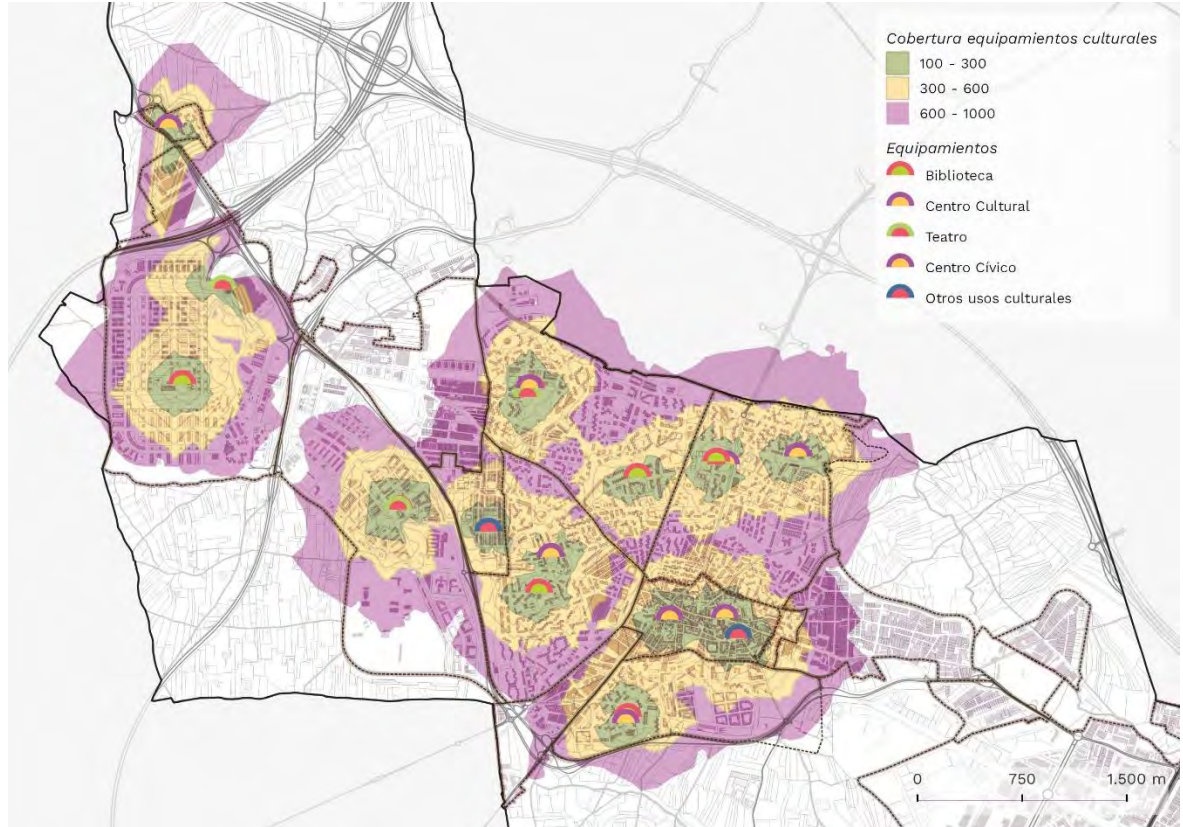 Cobertura equipamientos culturales
100 - 300
300 - 600
600 - 1000
Equipamientos
Biblioteca
Centro Cultural
Teatro
Centro Cívico
Otros usos culturales
0 750 1.500 m